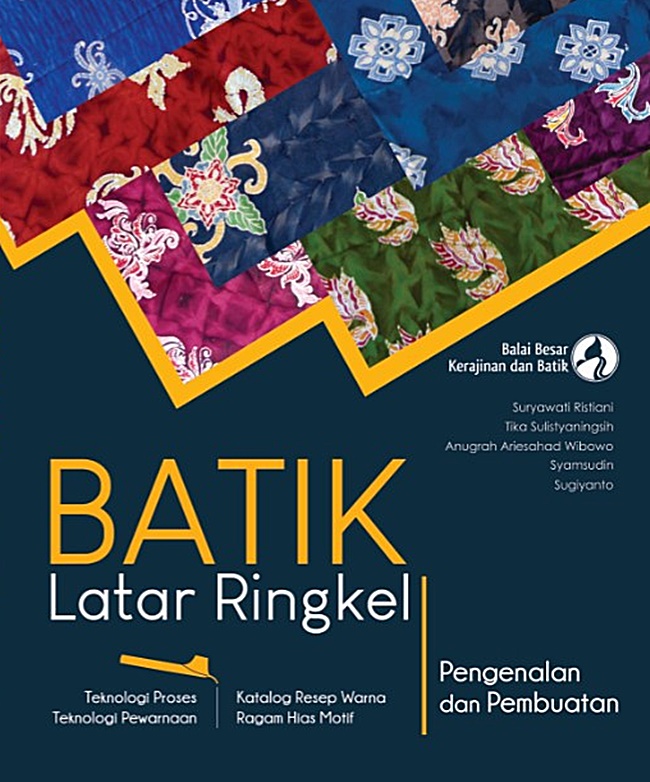 Balai Besar
Kerajinan dan Batik
Suryawati Ristiani
Tika Sulistyaningsih
Anugrah Ariesahad Wibowo
Syamsudin
Sugiyanto
BATIK
Latar Ringkel
Teknologi Proses
Teknologi Pewarnaan
Katalog Resep Warna
Ragam Hias Motif
Pengenalan
dan Pembuatan